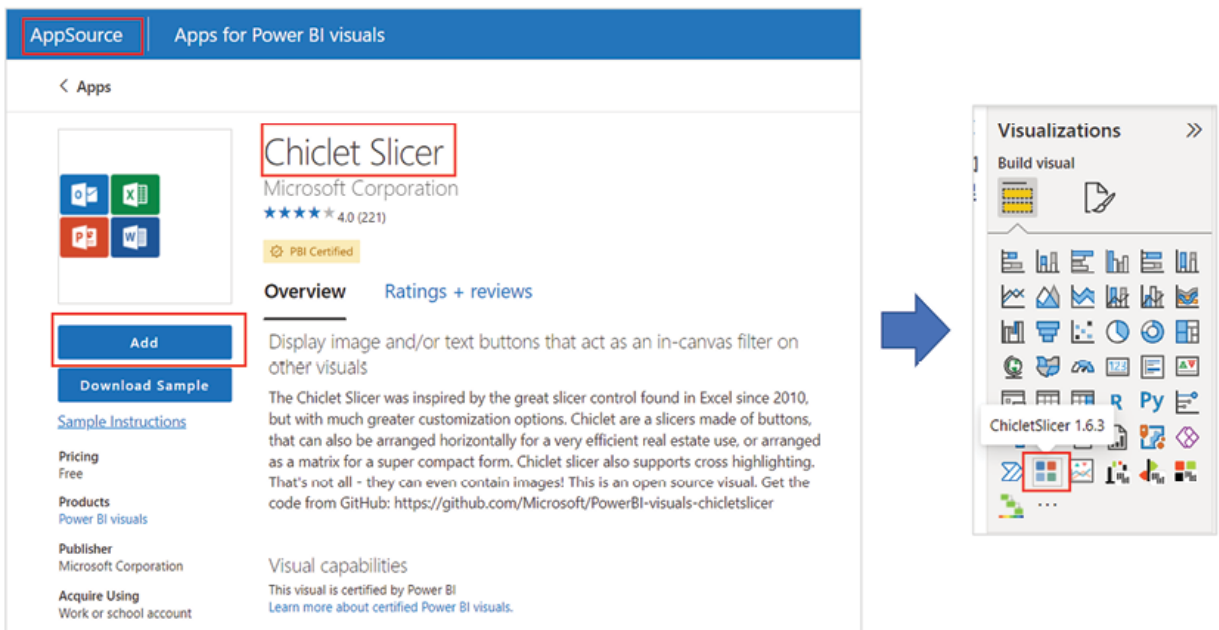 AppSource
Apps for Power BI visuals
< Apps
Chiclet Slicer
Microsoft Corporation
4.0 (221)
PBI Certified
Overview
Ratings + reviews
Add
Download Sample
Sample Instructions
Pricing
Free
Products
Power BI visuals
Publisher
Microsoft Corporation
Acquire Using
Work or school account
Display image and/or text buttons that act as an in-canvas filter on
other visuals
The Chiclet Slicer was inspired by the great slicer control found in Excel since 2010,
but with much greater customization options. Chiclet are a slicers made of buttons,
that can also be arranged horizontally for a very efficient real estate use, or arranged
as a matrix for a super compact form. Chiclet slicer also supports cross highlighting.
That's not all - they can even contain images! This is an open source visual. Get the
code from GitHub: https://github.com/Microsoft/PowerBI-visuals-chicletslicer
Visual capabilities
This visual is certified by Power BI
Learn more about certified Power BI visuals.
Visualizations
Build visual
123
R
Py
ChicletSlicer 1.6.3
...